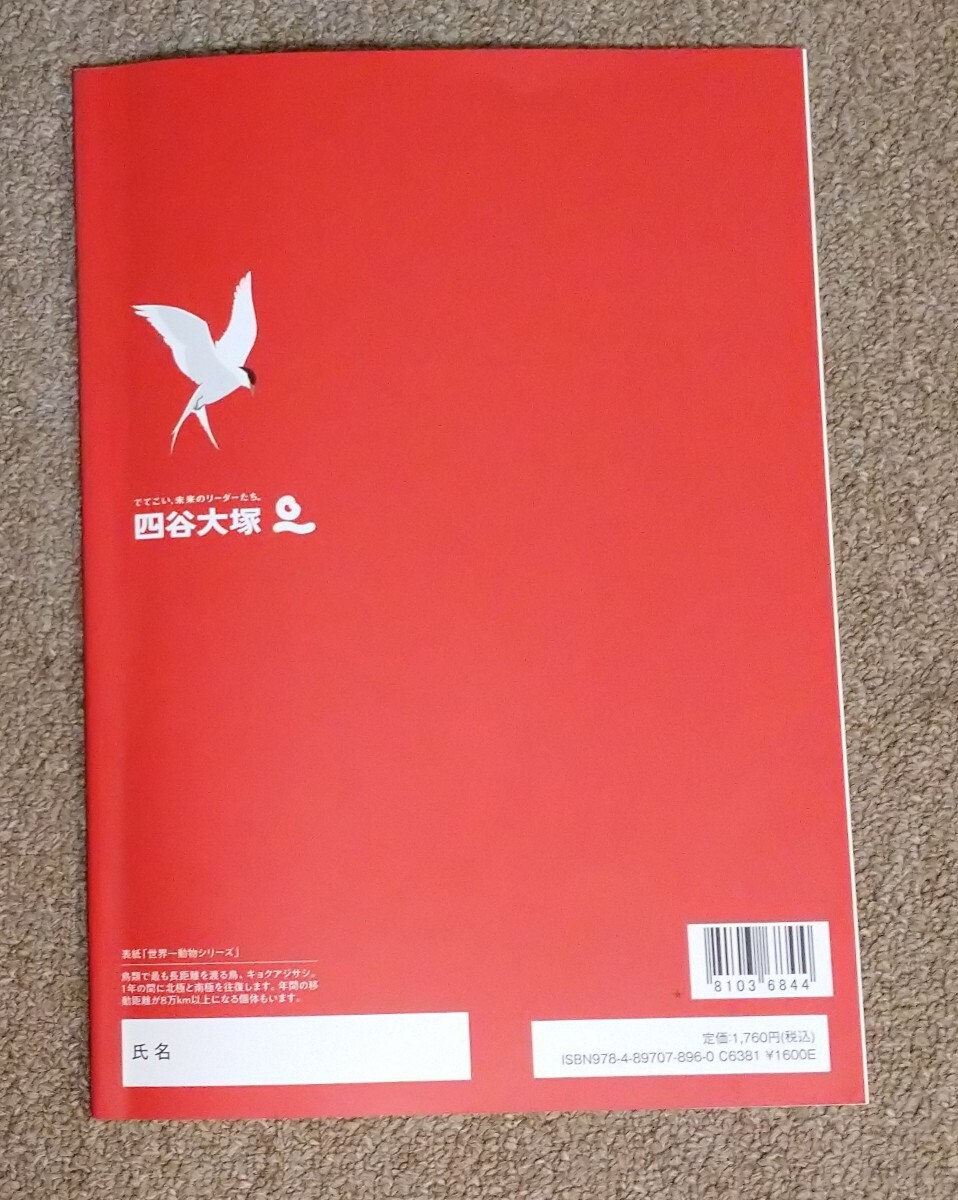 でてこい、未来のリーダーたち。
四谷大塚
表紙「世界一動物シリーズ」
鳥類で最も長距離を渡る鳥、キョクアジサシ。
1年の間に北極と南極を往復します。年間の移
動距離が8万km以上になる個体もいます。
氏名
8103 6844
定価:1,760円(税込)
ISBN978-4-89707-896-0 C6381 ¥1600E